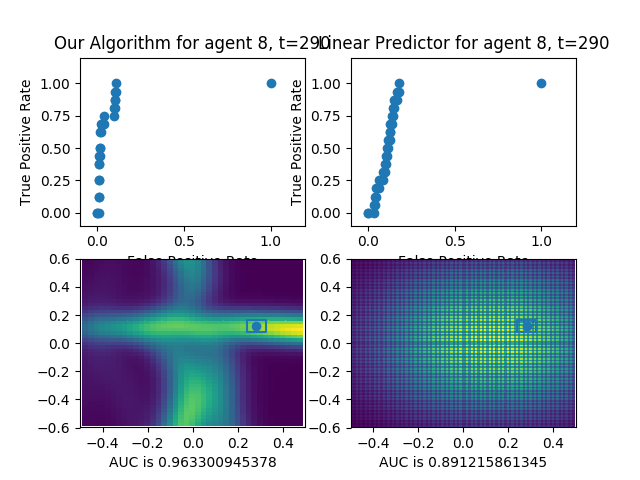 Our Algorithm for agent 8, t=290
Linear Predictor for agent 8, t=290
True Positive Rate
1.00
0.75
0.50
0.25
0.00
0.0 0.5 1.0
False Positive Rate
True Positive Rate
1.00
0.75
0.50
0.25
0.00
0.0 0.5 1.0
False Positive Rate
0.6
0.4
0.2
0.0
−0.2
−0.4
−0.6
−0.4 −0.2 0.0 0.2 0.4
AUC is 0.963300945378
0.6
0.4
0.2
0.0
−0.2
−0.4
−0.6
−0.4 −0.2 0.0 0.2 0.4
AUC is 0.891215861345